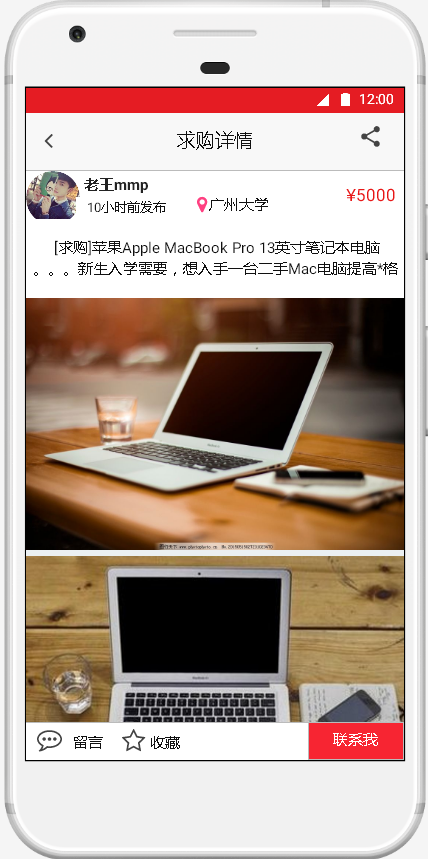 12:00
求购详情
老王mmp
¥5000
10小时前发布
广州大学
[求购]苹果Apple MacBook Pro 13英寸笔记本电脑
。。。新生入学需要，想入手一台二手Mac电脑提高*格
留言
收藏
联系我